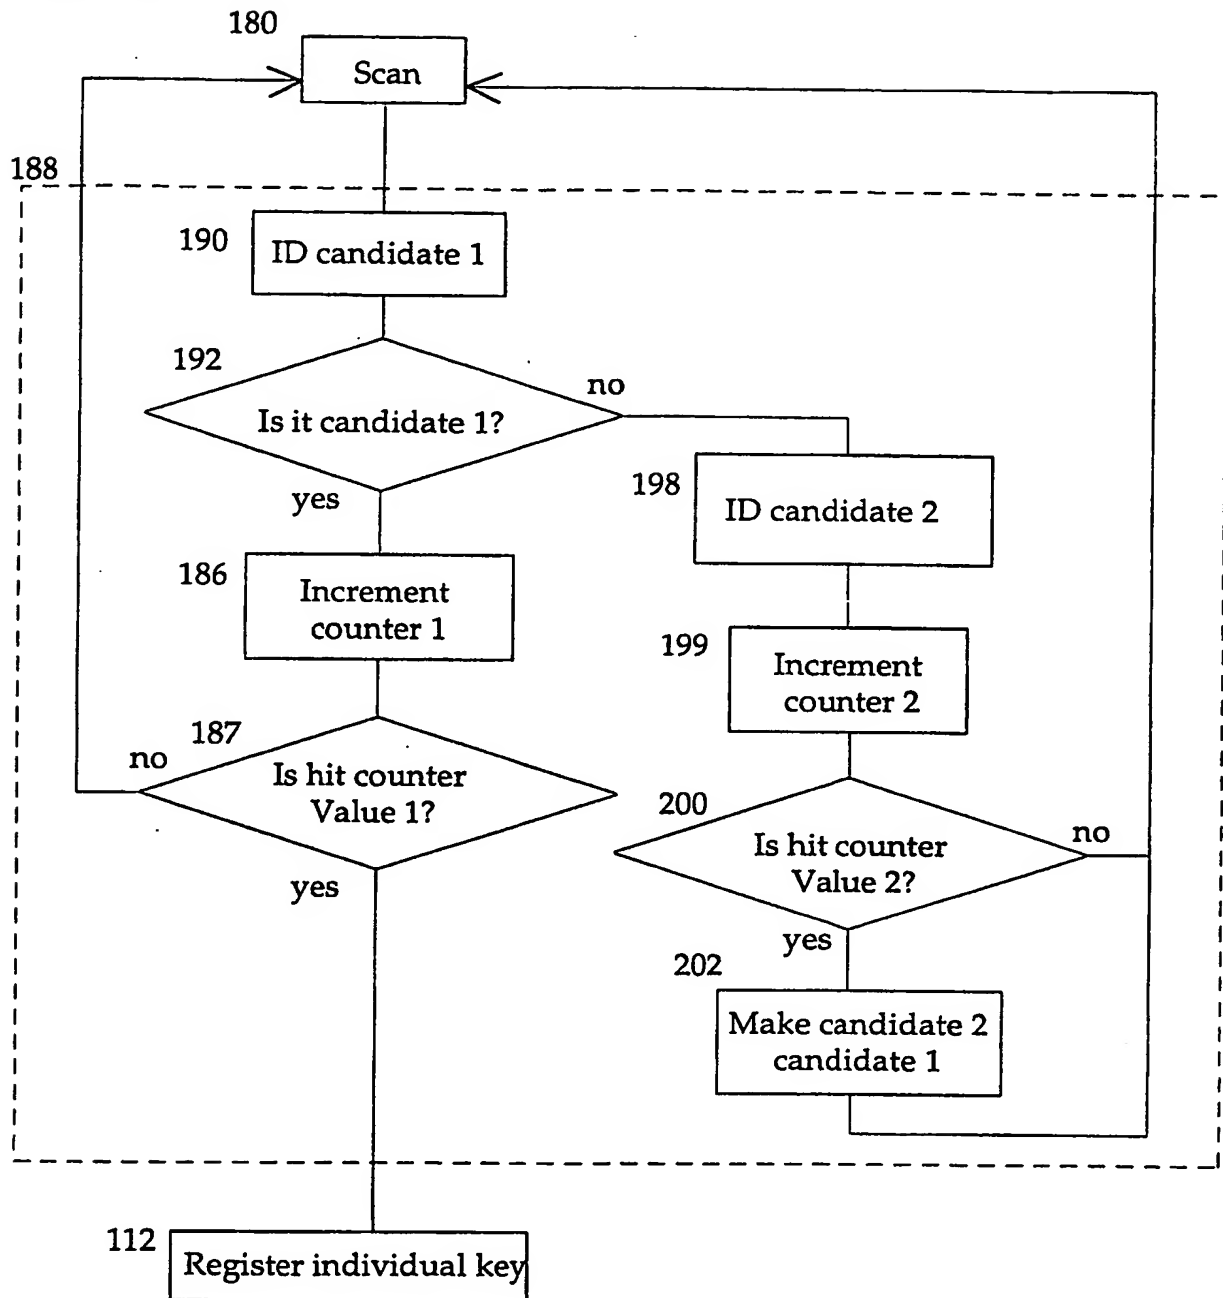 180
Scan
188
190
ID candidate 1
192
no
Is it candidate 1?
yes
198
ID candidate 2
186
Increment
counter 1
199
Increment
counter 2
187
no
Is hit counter
Value 1?
yes
200
no
Is hit counter
Value 2?
yes
202
Make candidate 2
candidate 1
112
Register individual key